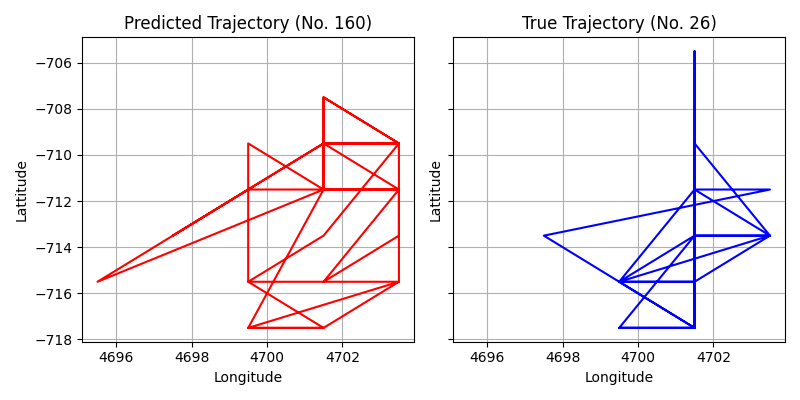 Predicted Trajectory (No. 160)
True Trajectory (No. 26)
−706
−708
−710
−712
−714
−716
−718
Lattitude
Lattitude
4696 4698 4700 4702
4696 4698 4700 4702
Longitude
Longitude